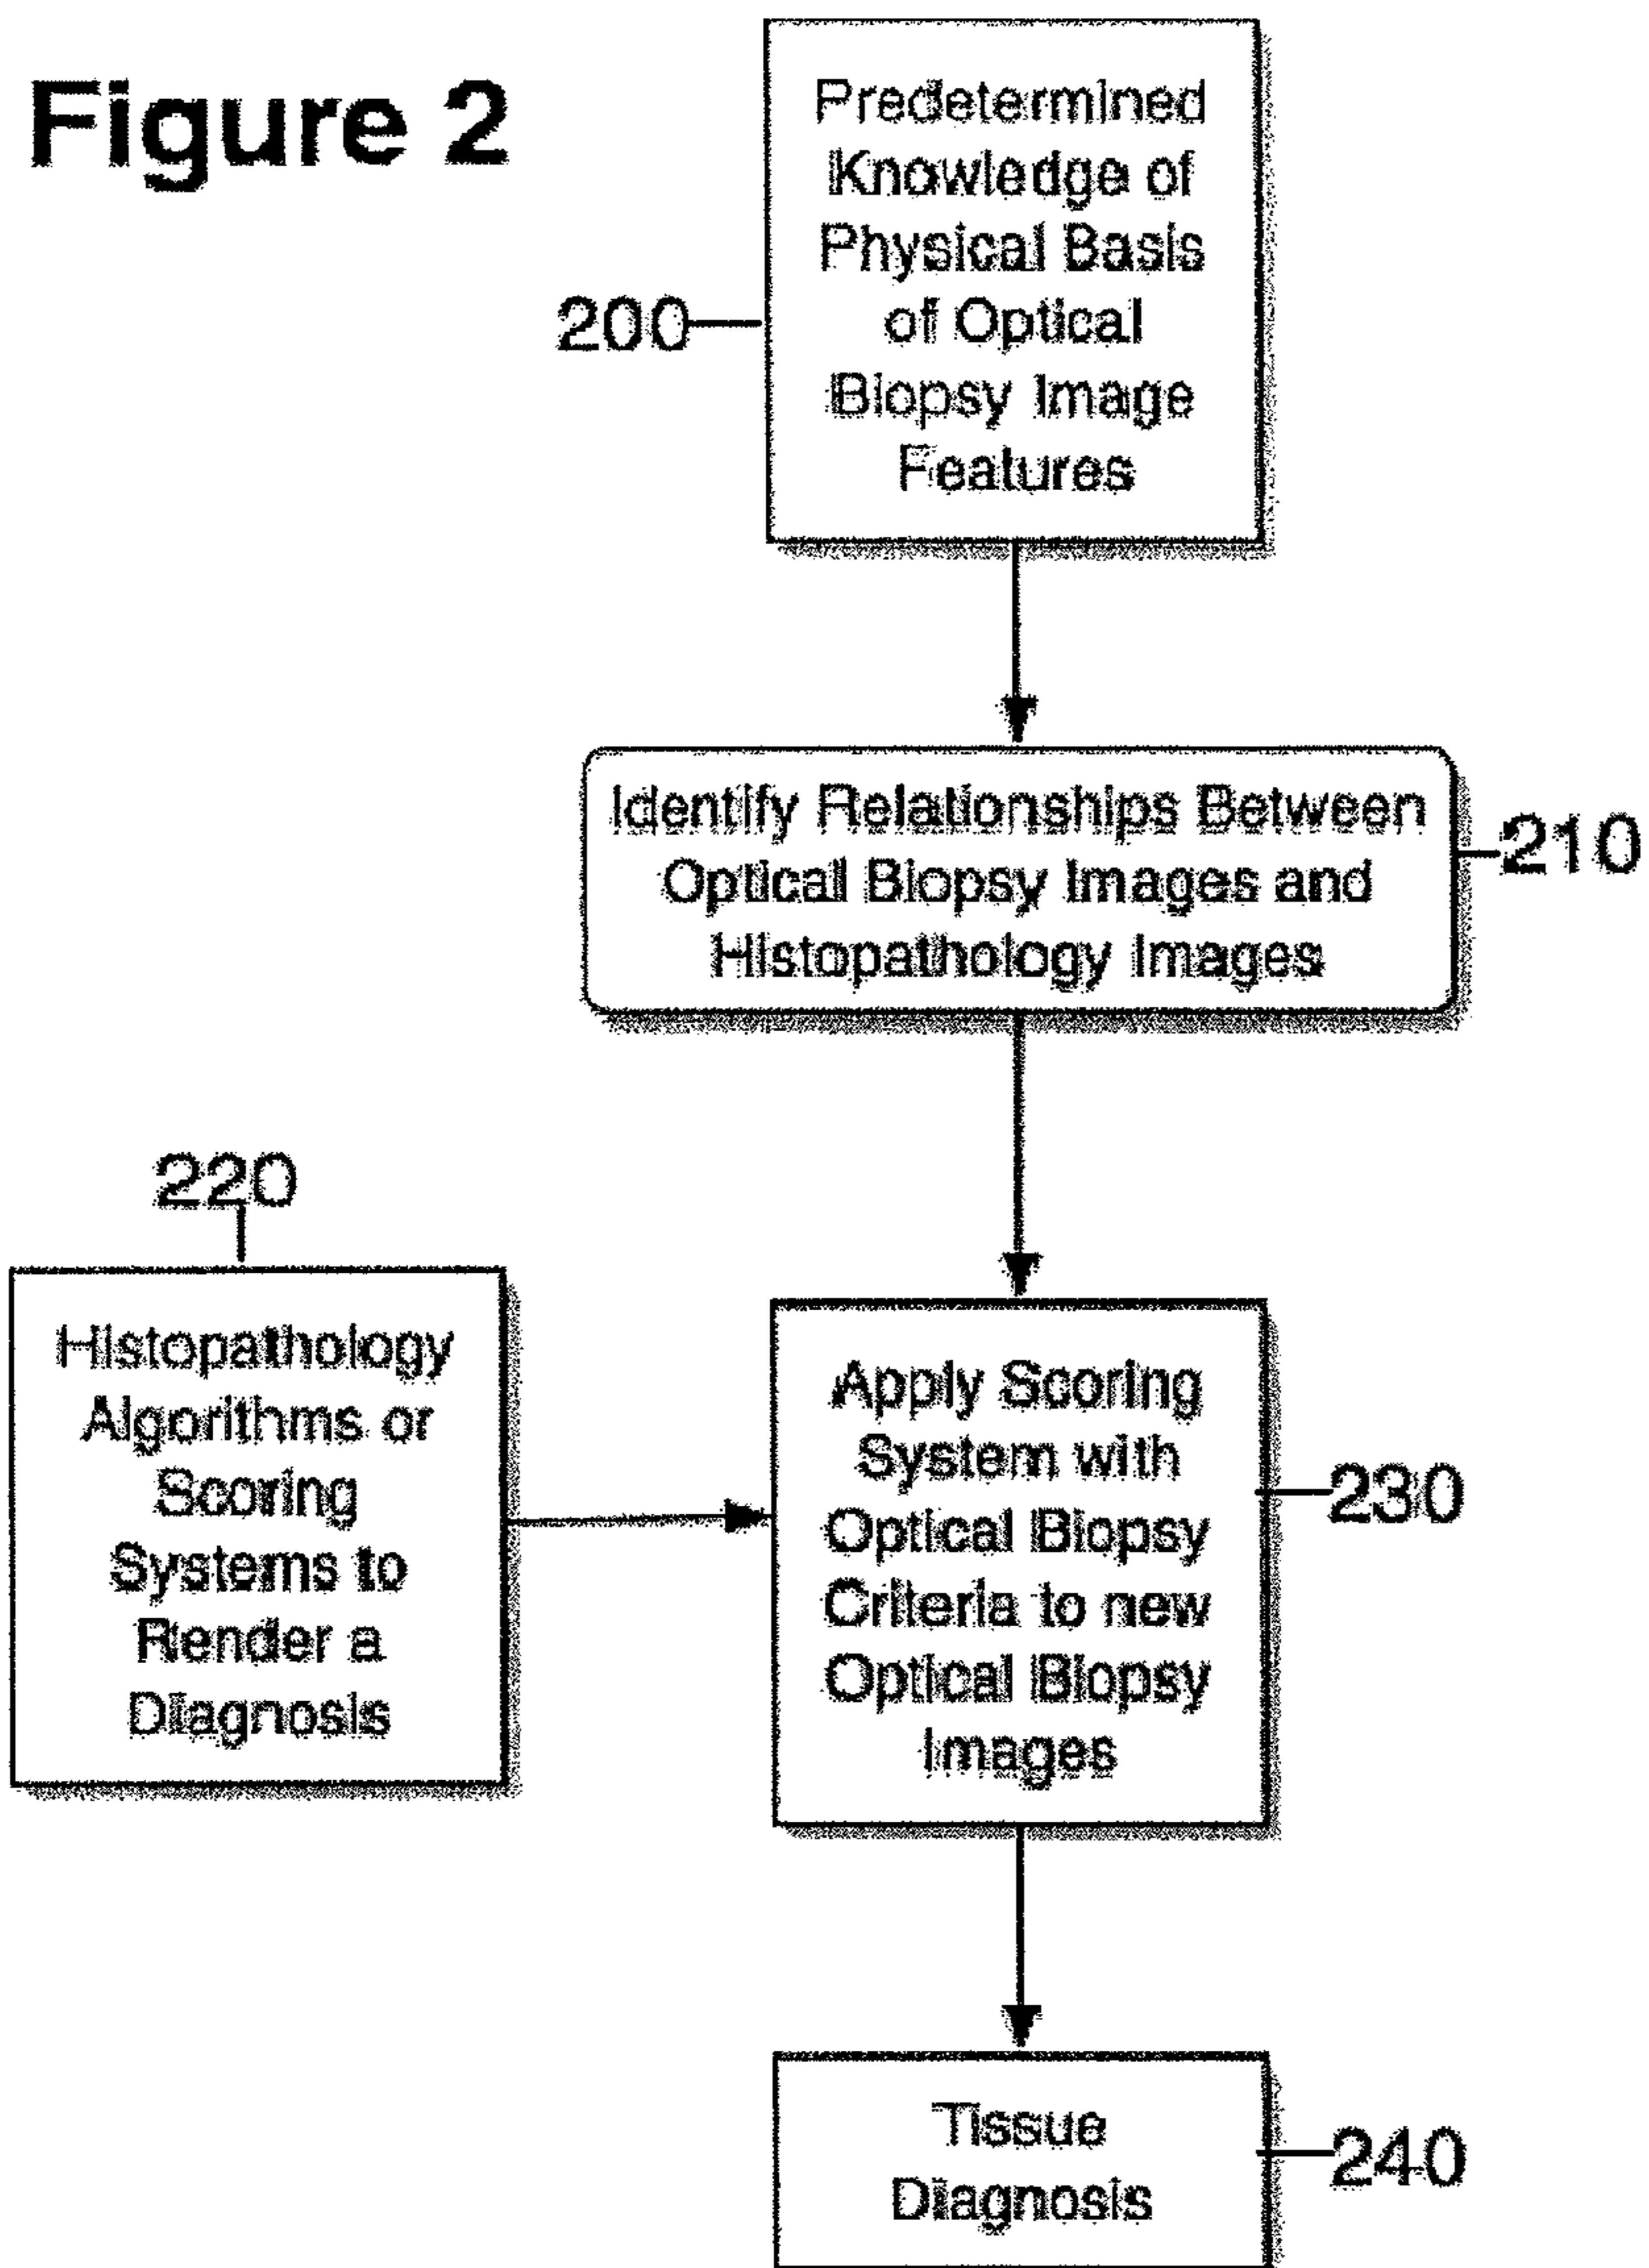 Figure 2
Predetermined
Knowledge of
Physical Basis
of Optical
Biopsy Image
Features
200
Identify Relationships Between
Optical Biopsy Images and
Histopathology Images
210
220
Histopathology
Algorithms or
Scoring
Systems to
Render a
Diagnosis
Apply Scoring
System with
Optical Biopsy
Criteria to new
Optical Biopsy
Images
230
Tissue
Diagnosis
240